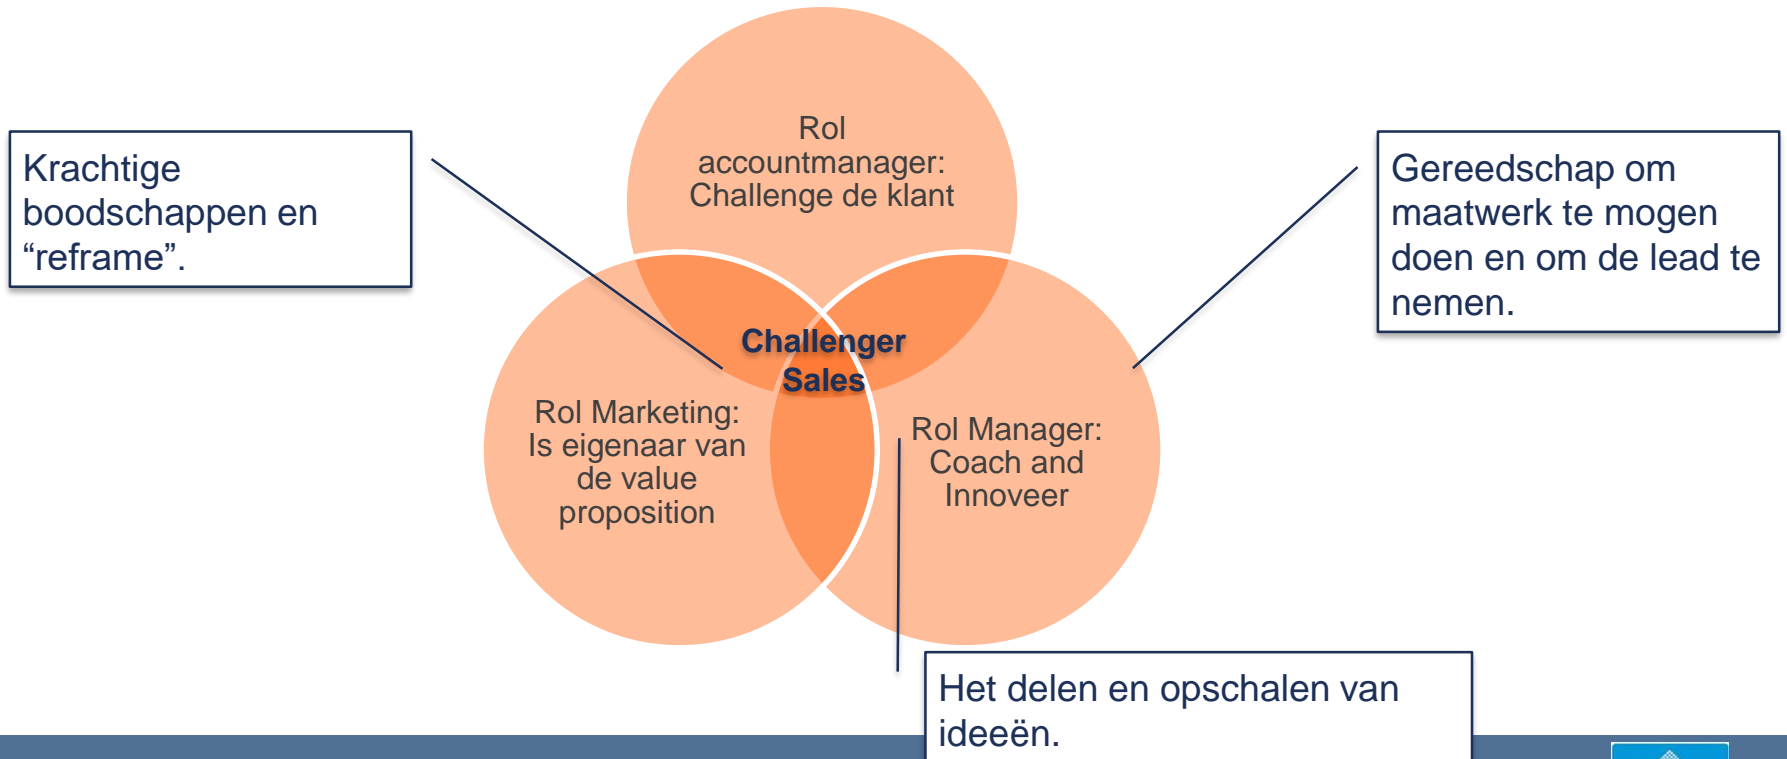 Rol
accountmanager:
Challenge de klant
Krachtige
boodschappen en
“reframe”.
Gereedschap om
maatwerk te mogen
doen en om de lead te
nemen.
Challenger
Sales
Rol Marketing:
Is eigenaar van
de value
proposition
Rol Manager:
Coach and
Innoveer
Het delen en opschalen van
ideeën.